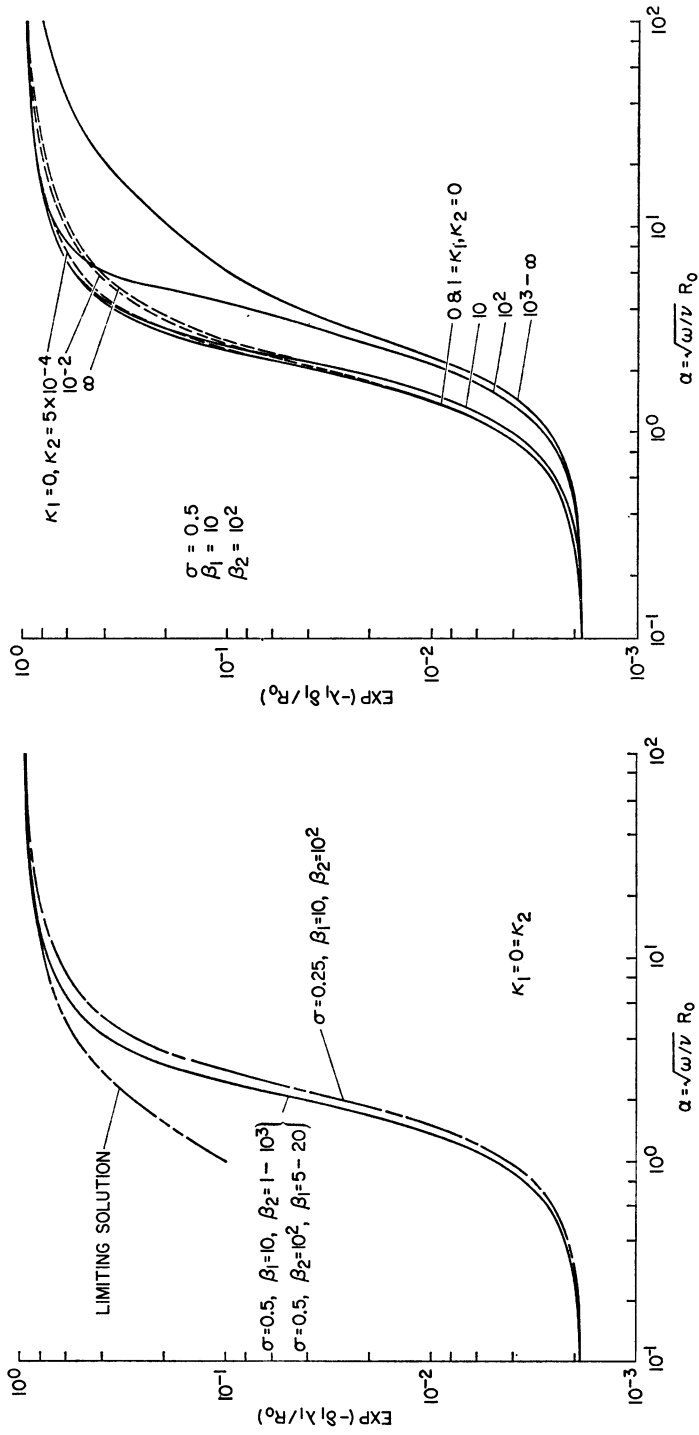 10⁰
10⁻¹
10⁻²
10⁻³
EXP (-δ₁ λ₁/R₀)
LIMITING SOLUTION
σ=0.5, β₁=10, β₂=1-10³
σ=0.5, β₂=10², β₁=5-20
σ=0.25, β₁=10, β₂=10²
κ₁=0=κ₂
10⁻¹
10⁰
10¹
10²
α=√ω/ν R₀
10⁰
10⁻¹
10⁻²
10⁻³
EXP (-λ₁ δ₁/R₀)
κ₁=0, κ₂= 5×10⁻⁴
10⁻²
∞
σ = 0.5
β₁ = 10
β₂ = 10²
0&1=κ₁,κ₂=0
10
10²
10³-∞
10⁻¹
10⁰
10¹
10²
α=√ω/ν R₀